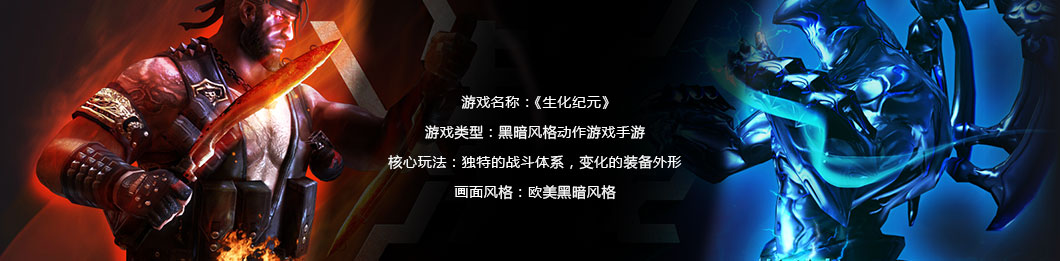 游戏名称：《生化纪元》
游戏类型：黑暗风格动作游戏手游
核心玩法：独特的战斗体系，变化的装备外形
画面风格：欧美黑暗风格